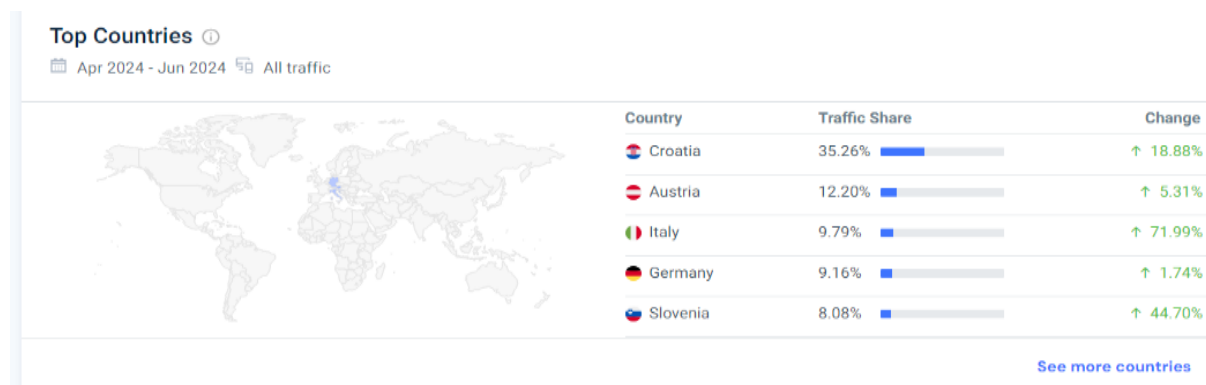 Top Countries
Apr 2024 - Jun 2024 All traffic
Country Traffic Share Change
Croatia 35.26% ↑ 18.88%
Austria 12.20% ↑ 5.31%
Italy 9.79% ↑ 71.99%
Germany 9.16% ↑ 1.74%
Slovenia 8.08% ↑ 44.70%
See more countries